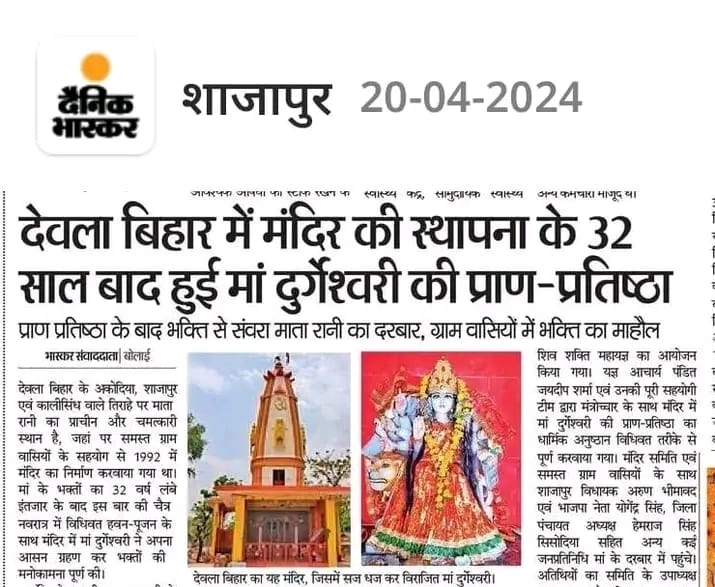 दैनिक
भास्कर
शाजापुर 20-04-2024
स्वास्थ्य केंद्र, सामुदायिक स्वास्थ्य
अन्य कर्मचारी मौजूद थे।
देवला बिहार में मंदिर की स्थापना के 32
साल बाद हुई मां दुर्गेश्वरी की प्राण-प्रतिष्ठा
प्राण प्रतिष्ठा के बाद भक्ति से संवरा माता रानी का दरबार, ग्राम वासियों में भक्ति का माहौल
भास्कर संवाददाता| बोलाई
देवला बिहार के अकोदिया, शाजापुर
एवं कालीसिंध वाले तिराहे पर माता
रानी का प्राचीन और चमत्कारी
स्थान है, जहां पर समस्त ग्राम
वासियों के सहयोग से 1992 में
मंदिर का निर्माण करवाया गया था।
मां के भक्तों का 32 वर्ष लंबे
इंतजार के बाद इस बार की चैत्र
नवरात्र में विधिवत हवन-पूजन के
साथ मंदिर में मां दुर्गेश्वरी ने अपना
आसन ग्रहण कर भक्तों की
मनोकामना पूर्ण की।
देवला बिहार का यह मंदिर, जिसमें सज धज कर विराजित मां दुर्गेश्वरी।
शिव शक्ति महायज्ञ का आयोजन
किया गया। यज्ञ आचार्य पंडित
जयदीप शर्मा एवं उनकी पूरी सहयोगी
टीम द्वारा मंत्रोच्चार के साथ मंदिर में
मां दुर्गेश्वरी की प्राण-प्रतिष्ठा का
धार्मिक अनुष्ठान विधिवत तरीके से
पूर्ण करवाया गया। मंदिर समिति एवं
समस्त ग्राम वासियों के साथ
शाजापुर विधायक अरुण भीमावद
एवं भाजपा नेता योगेंद्र सिंह, जिला
पंचायत अध्यक्ष हेमराज सिंह
सिसोदिया सहित अन्य कई
जनप्रतिनिधि मां के दरबार में पहुंचे।
अतिथियों का समिति के उपाध्यक्ष